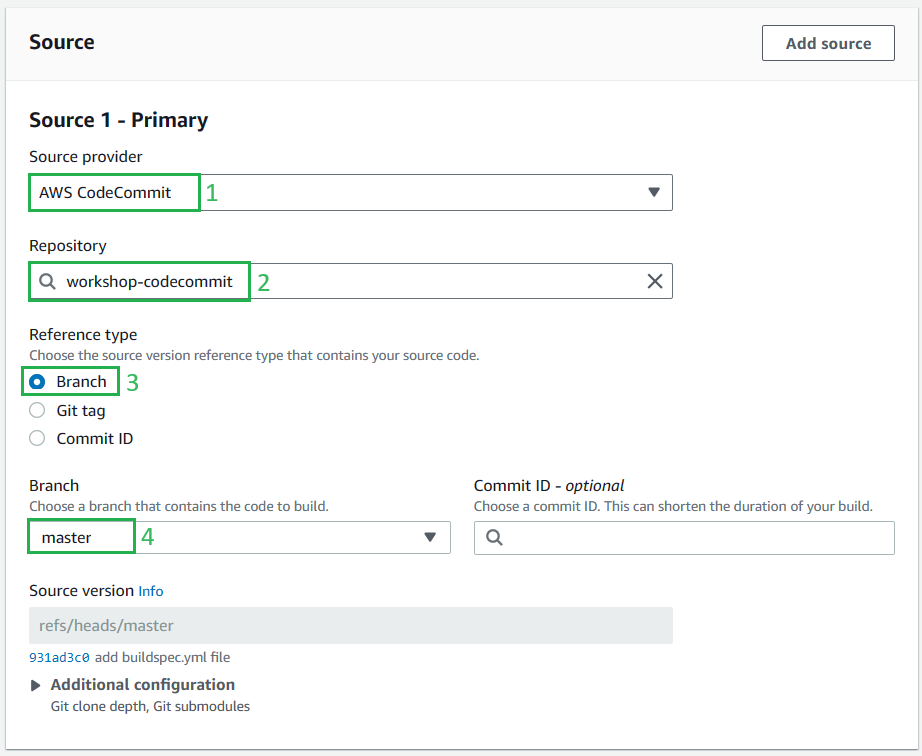 Source
Add source
Source 1 - Primary
Source provider
AWS CodeCommit 1
Repository
workshop-codecommit 2
Reference type
Choose the source version reference type that contains your source code.
Branch 3
Git tag
Commit ID
Branch
Choose a branch that contains the code to build.
master 4
Commit ID - optional
Choose a commit ID. This can shorten the duration of your build.
Source version Info
refs/heads/master
931ad3c0 add buildspec.yml file
Additional configuration
Git clone depth, Git submodules